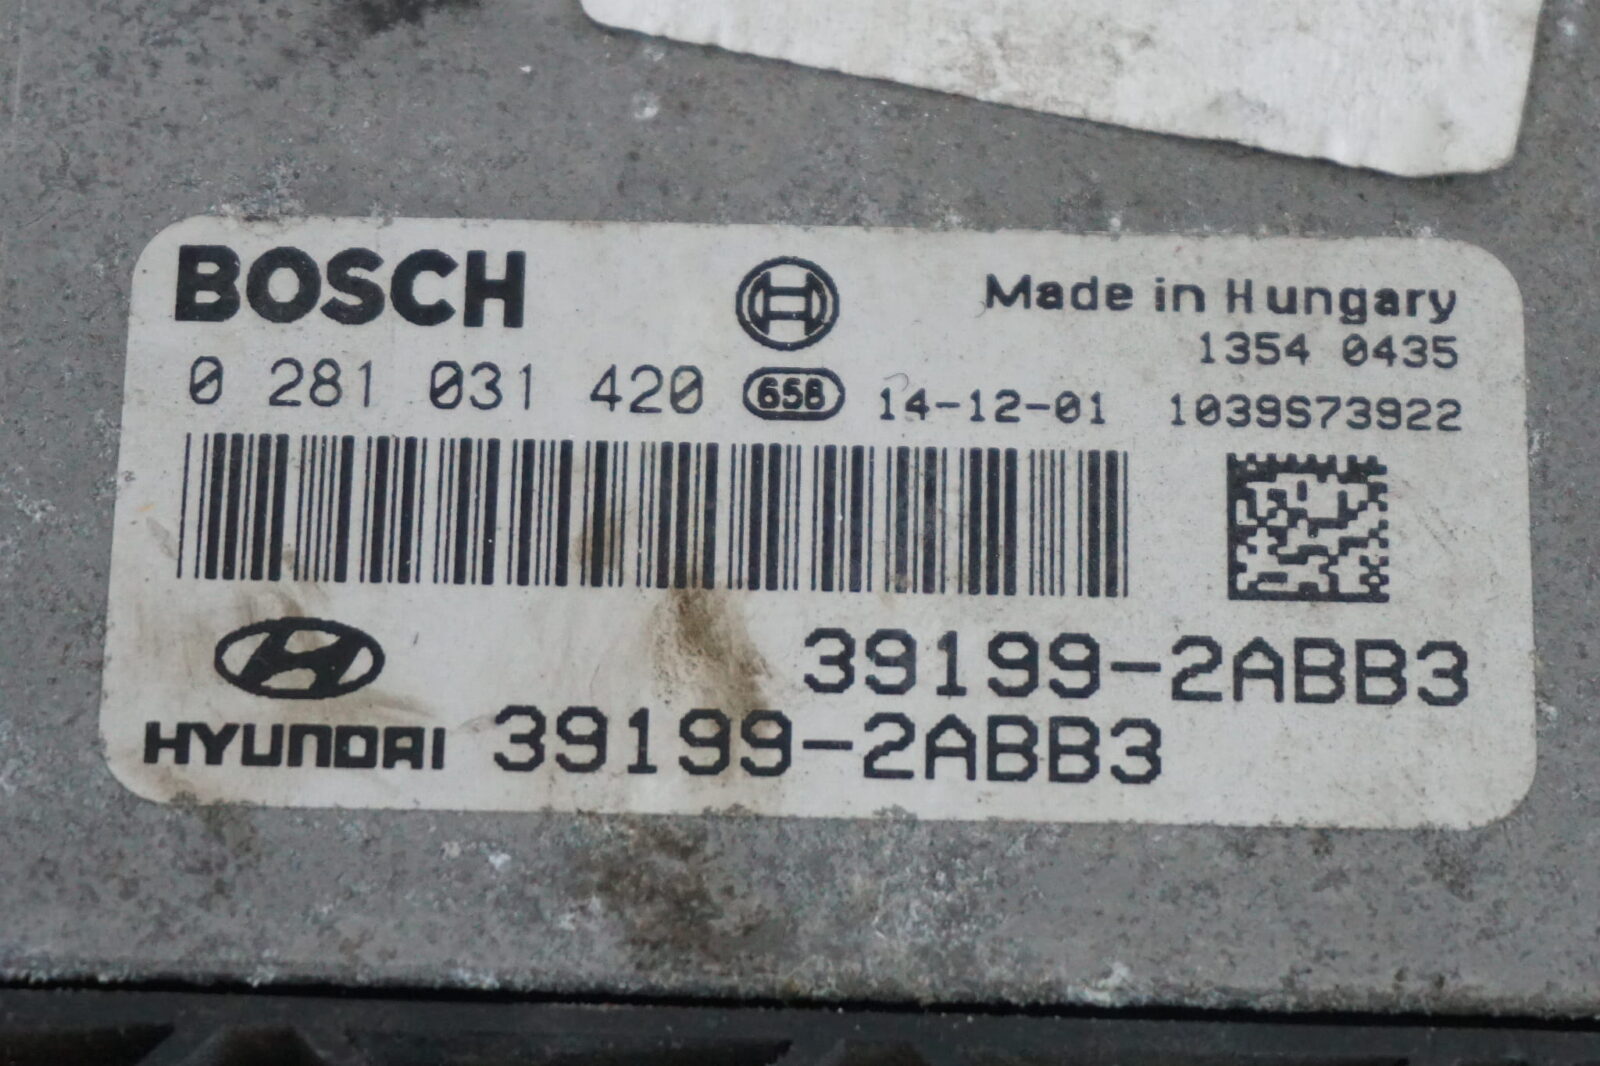 BOSCH
Made in Hungary
1354 0435
0 281 031 420 658 14-12-01 1039S73922
39199-2ABB3
HYUNDAI 39199-2ABB3